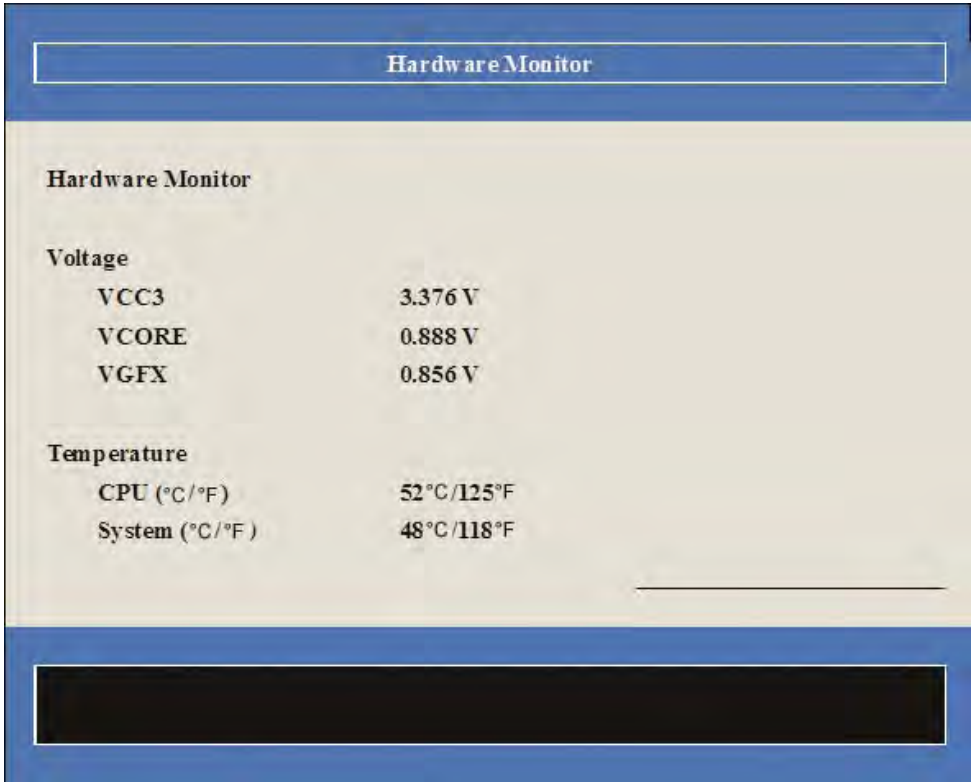 Hardware Monitor
Hardware Monitor
Voltage
VCC3 3.376 V
VCORE 0.888 V
VGFX 0.856 V
Temperature
CPU (°C/°F) 52°C/125°F
System (°C/°F) 48°C/118°F